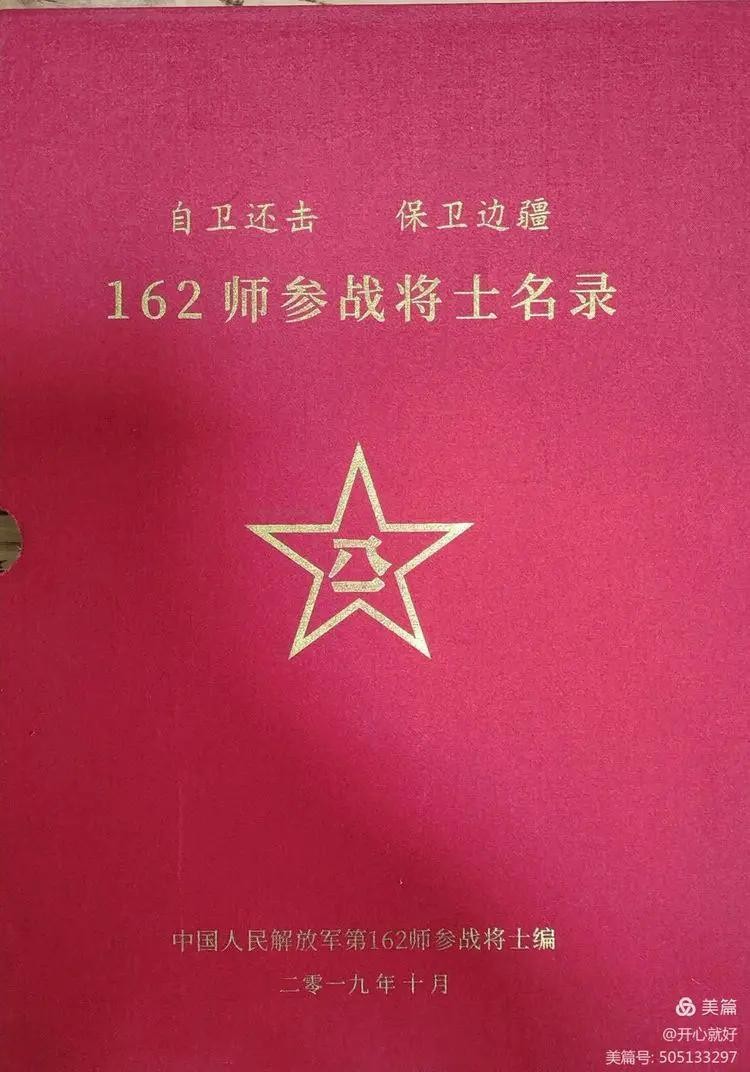 自卫还击 保卫边疆
162师参战将士名录
八一
中国人民解放军第162师参战将士编
二零一九年十月
美篇
@开心就好
美篇号: 505133297